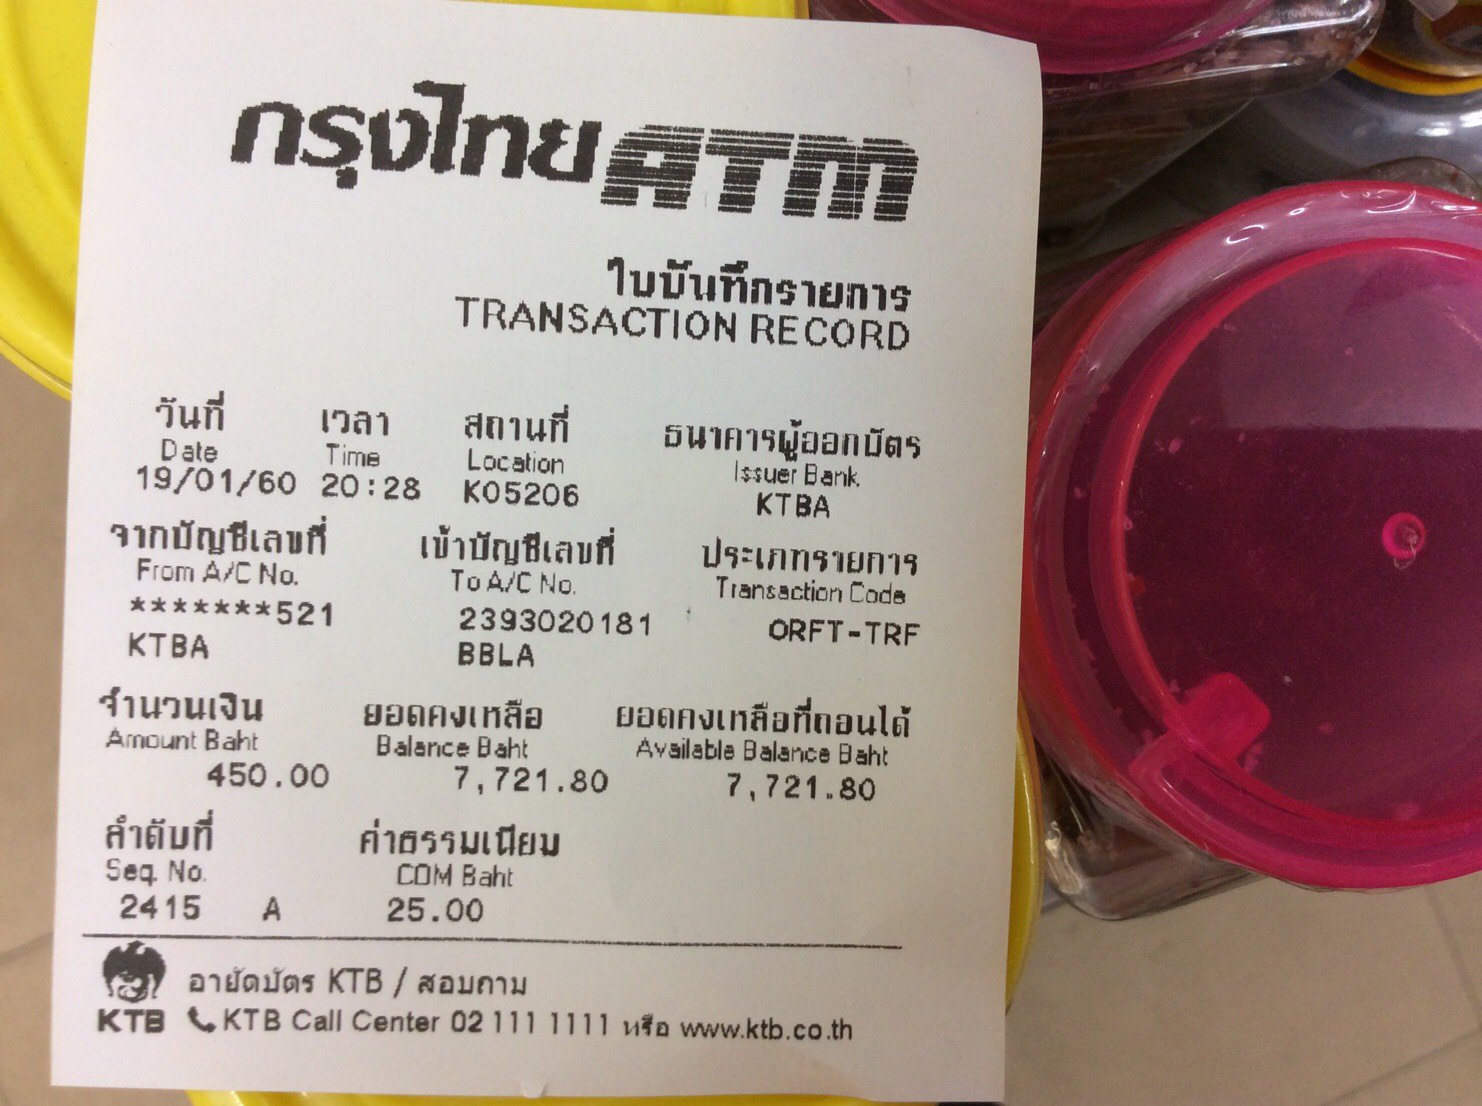 กรุงไทย ATM
ใบบันทึกรายการ
TRANSACTION RECORD
วันที่ เวลา สถานที่ ธนาคารผู้ออกบัตร
Date Time Location Issuer Bank
19/01/60 20:28 K05206 KTBA
จากบัญชีเลขที่ เข้าบัญชีเลขที่ ประเภทรายการ
From A/C No. To A/C No. Transaction Code
*******521 2393020181 ORFT-TRF
KTBA BBLA
จำนวนเงิน ยอดคงเหลือ ยอดคงเหลือที่ถอนได้
Amount Baht Balance Baht Available Balance Baht
450.00 7,721.80 7,721.80
ลำดับที่ ค่าธรรมเนียม
Seq. No. COM Baht
2415 A 25.00
อายัดบัตร KTB / สอบถาม
KTB KTB Call Center 02 111 1111 หรือ www.ktb.co.th